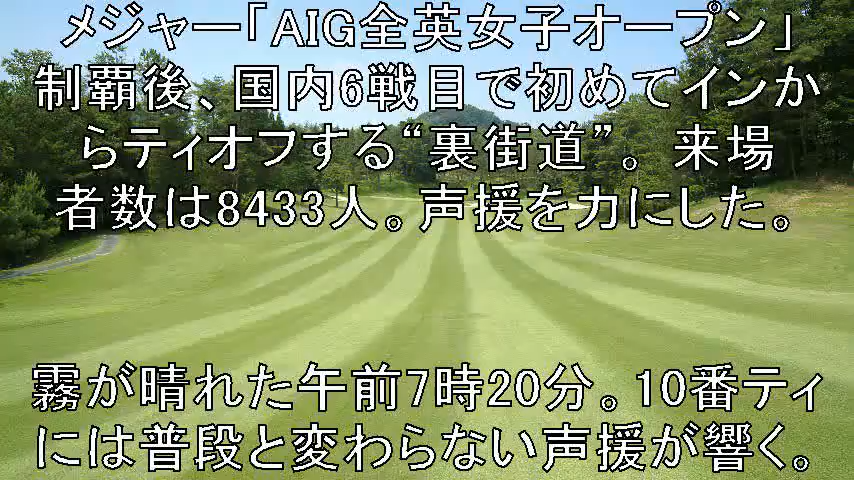 メジャー「AIG全英女子オープン」
制覇後、国内6戦目で初めてインか
らティオフする“裏街道”。来場
者数は8433人。声援を力にした。
霧が晴れた午前7時20分。10番ティ
には普段と変わらない声援が響く。